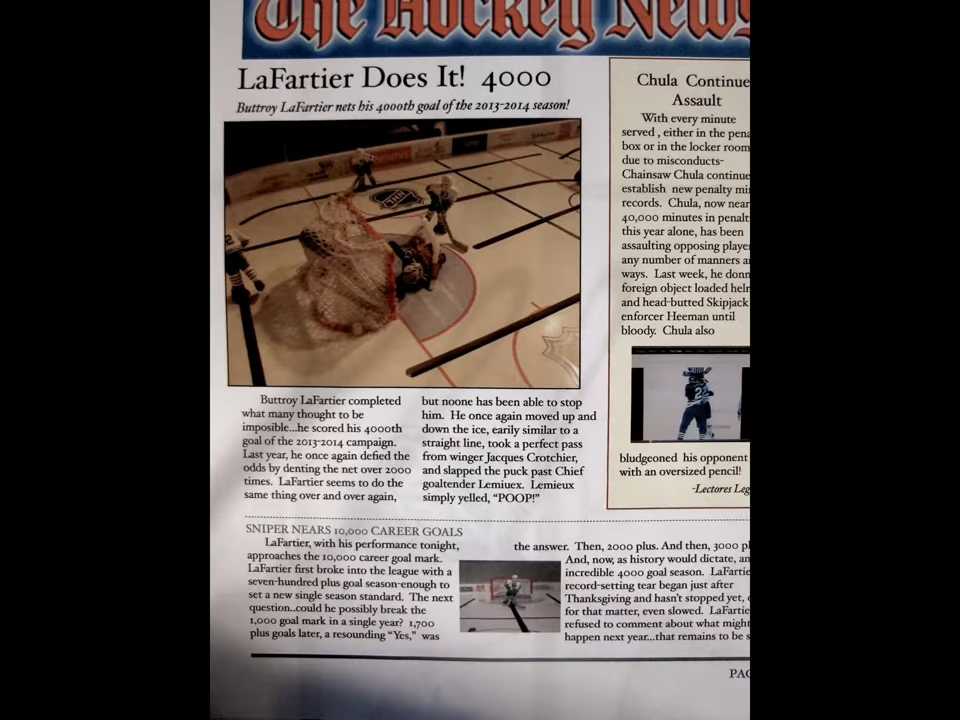 The Hockey News
LaFartier Does It! 4000
Buttroy LaFartier nets his 4000th goal of the 2013-2014 season!
NHL
Buttroy LaFartier completed
what many thought to be
imposible...he scored his 4000th
goal of the 2013-2014 campaign.
Last year, he once again defied the
odds by denting the net over 2000
times. LaFartier seems to do the
same thing over and over again,
but noone has been able to stop
him. He once again moved up and
down the ice, earily similar to a
straight line, took a perfect pass
from winger Jacques Crotchier,
and slapped the puck past Chief
goaltender Lemiuex. Lemieux
simply yelled, "POOP!"
Chula Continue
Assault
With every minute
served , either in the pena
box or in the locker room
due to misconducts-
Chainsaw Chula continue
establish new penalty mi
records. Chula, now near
40,000 minutes in penalt
this year alone, has been
assaulting opposing playe
any number of manners a
ways. Last week, he donn
foreign object loaded helm
and head-butted Skipjack
enforcer Heeman until
bloody. Chula also
bludgeoned his opponent
with an oversized pencil!
-Lectores Leg
SNIPER NEARS 10,000 CAREER GOALS
LaFartier, with his performance tonight,
approaches the 10,000 career goal mark.
LaFartier first broke into the league with a
seven-hundred plus goal season-enough to
set a new single season standard. The next
question..could he possibly break the
1,000 goal mark in a single year? 1,700
plus goals later, a resounding "Yes," was
the answer. Then, 2000 plus. And then, 3000 pl
And, now, as history would dictate, an
incredible 4000 goal season. LaFartie
record-setting tear began just after
Thanksgiving and hasn't stopped yet, o
for that matter, even slowed. LaFartie
refused to comment about what might
happen next year...that remains to be s
PAG